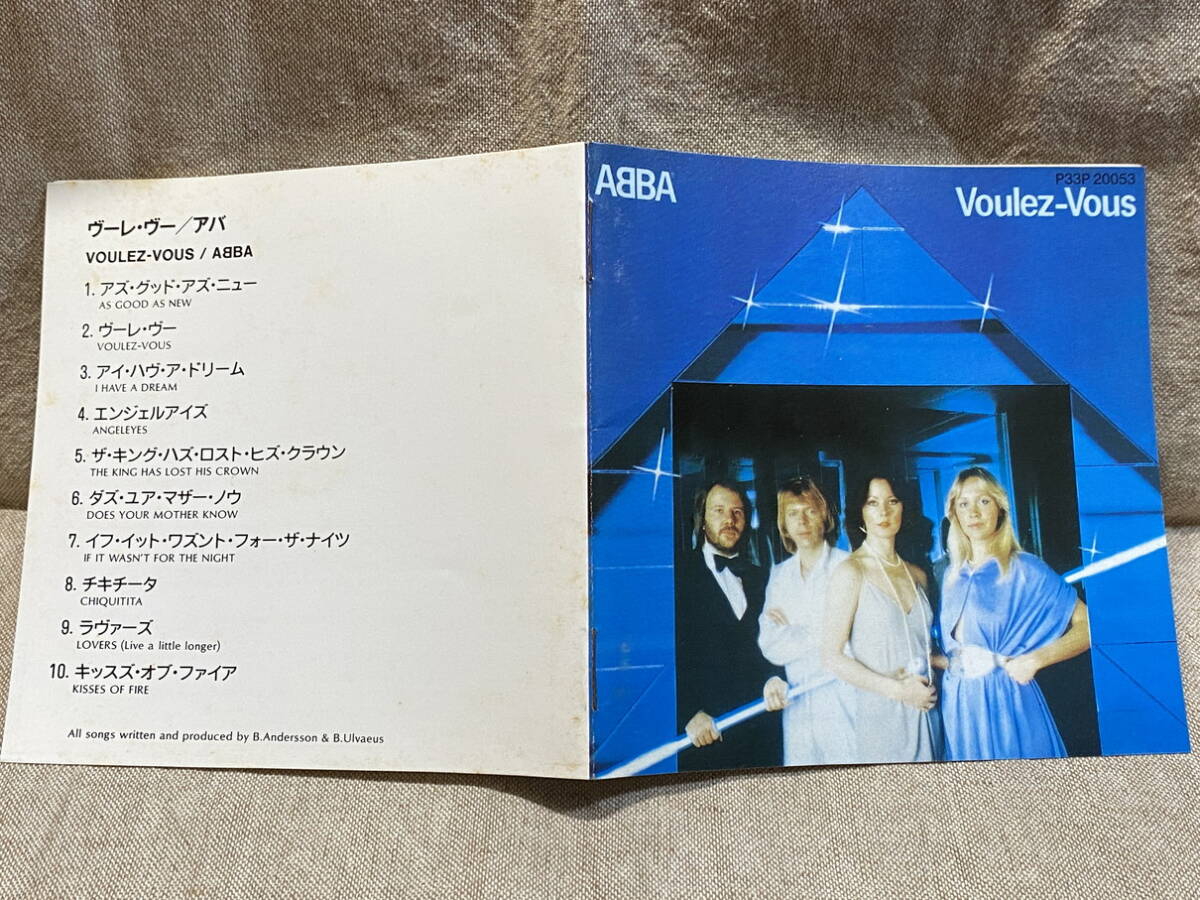 ヴーレ・ヴー／アバ
VOULEZ-VOUS / ABBA
1. アズ・グッド・アズ・ニュー
AS GOOD AS NEW
2. ヴーレ・ヴー
VOULEZ-VOUS
3. アイ・ハヴ・ア・ドリーム
I HAVE A DREAM
4. エンジェルアイズ
ANGELEYES
5. ザ・キング・ハズ・ロスト・ヒズ・クラウン
THE KING HAS LOST HIS CROWN
6. ダズ・ユア・マザー・ノウ
DOES YOUR MOTHER KNOW
7. イフ・イット・ワズント・フォー・ザ・ナイツ
IF IT WASN'T FOR THE NIGHT
8. チキチータ
CHIQUITITA
9. ラヴァーズ
LOVERS (Live a little longer)
10. キッスズ・オブ・ファイア
KISSES OF FIRE
All songs written and produced by B.Andersson & B.Ulvaeus
ABBA
P33P 20053
Voulez-Vous